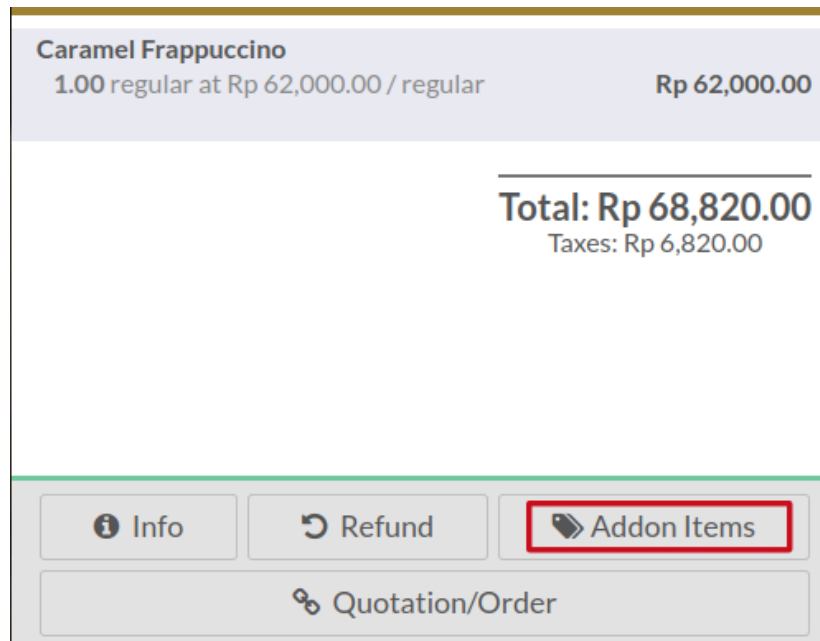 Caramel Frappuccino
1.00 regular at Rp 62,000.00 / regular Rp 62,000.00
Total: Rp 68,820.00
Taxes: Rp 6,820.00
Info Refund Addon Items
Quotation/Order